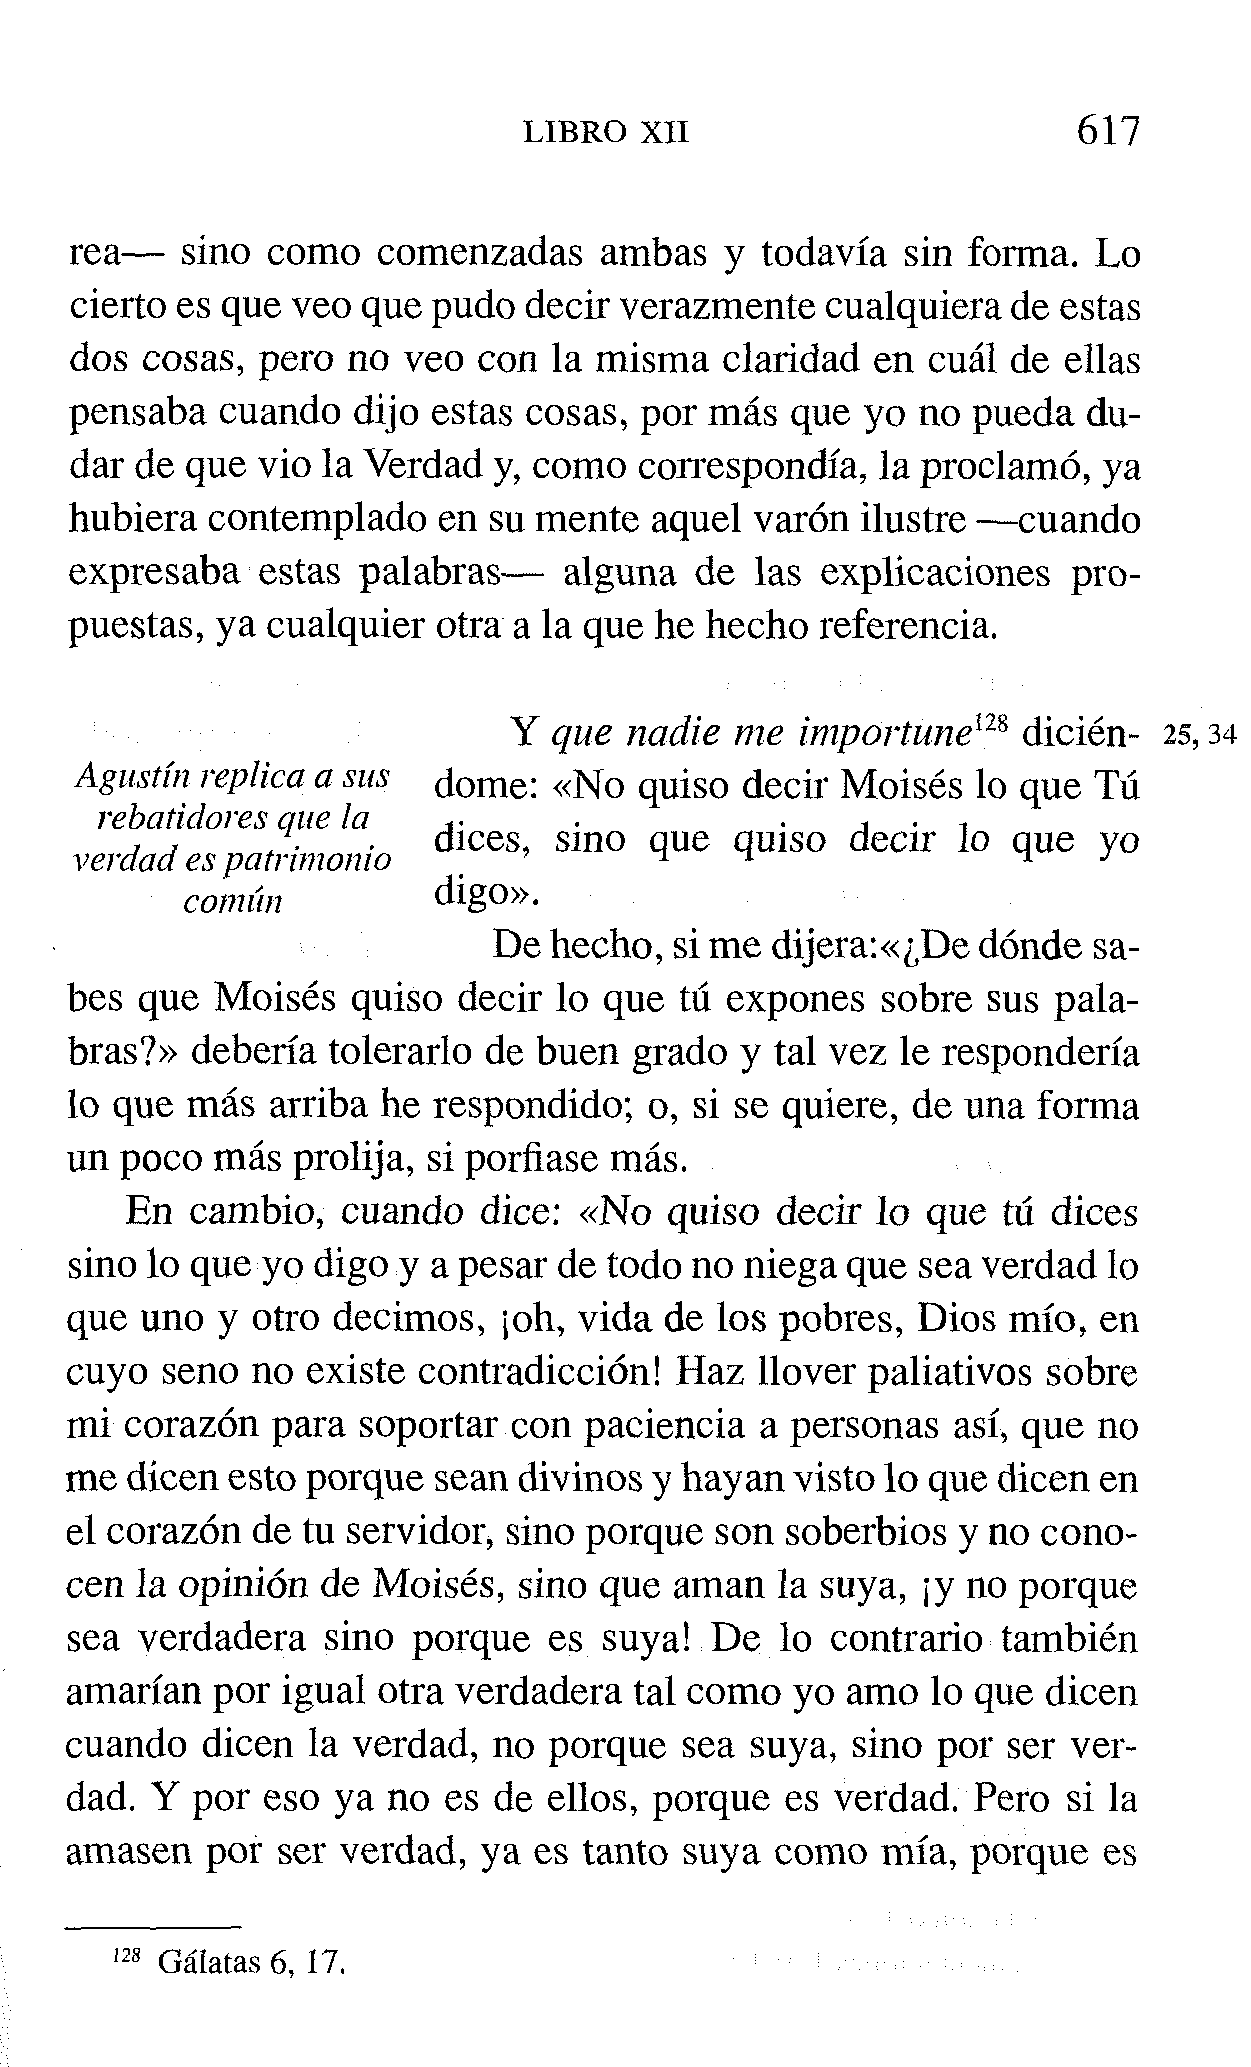 LIBRO XII 617
rea— sino como comenzadas ambas y todavía sin forma. Lo
cierto es que veo que pudo decir verazmente cualquiera de estas
dos cosas, pero no veo con la misma claridad en cuál de ellas
pensaba cuando dijo estas cosas, por más que yo no pueda du-
dar de que vio la Verdad y, como correspondía, la proclamó, ya
hubiera contemplado en su mente aquel varón ilustre —cuando
expresaba estas palabras— alguna de las explicaciones pro-
puestas, ya cualquier otra a la que he hecho referencia.
Agustín replica a sus
rebatidores que la
verdad es patrimonio
común
Y que nadie me importune¹²⁸ dicién- 25, 34
dome: «No quiso decir Moisés lo que Tú
dices, sino que quiso decir lo que yo
digo».
De hecho, si me dijera:«¿De dónde sa-
bes que Moisés quiso decir lo que tú expones sobre sus pala-
bras?» debería tolerarlo de buen grado y tal vez le respondería
lo que más arriba he respondido; o, si se quiere, de una forma
un poco más prolija, si porfiase más.
En cambio, cuando dice: «No quiso decir lo que tú dices
sino lo que yo digo y a pesar de todo no niega que sea verdad lo
que uno y otro decimos, ¡oh, vida de los pobres, Dios mío, en
cuyo seno no existe contradicción! Haz llover paliativos sobre
mi corazón para soportar con paciencia a personas así, que no
me dicen esto porque sean divinos y hayan visto lo que dicen en
el corazón de tu servidor, sino porque son soberbios y no cono-
cen la opinión de Moisés, sino que aman la suya, ¡y no porque
sea verdadera sino porque es suya! De lo contrario también
amarían por igual otra verdadera tal como yo amo lo que dicen
cuando dicen la verdad, no porque sea suya, sino por ser ver-
dad. Y por eso ya no es de ellos, porque es verdad. Pero si la
amasen por ser verdad, ya es tanto suya como mía, porque es
¹²⁸ Gálatas 6, 17.